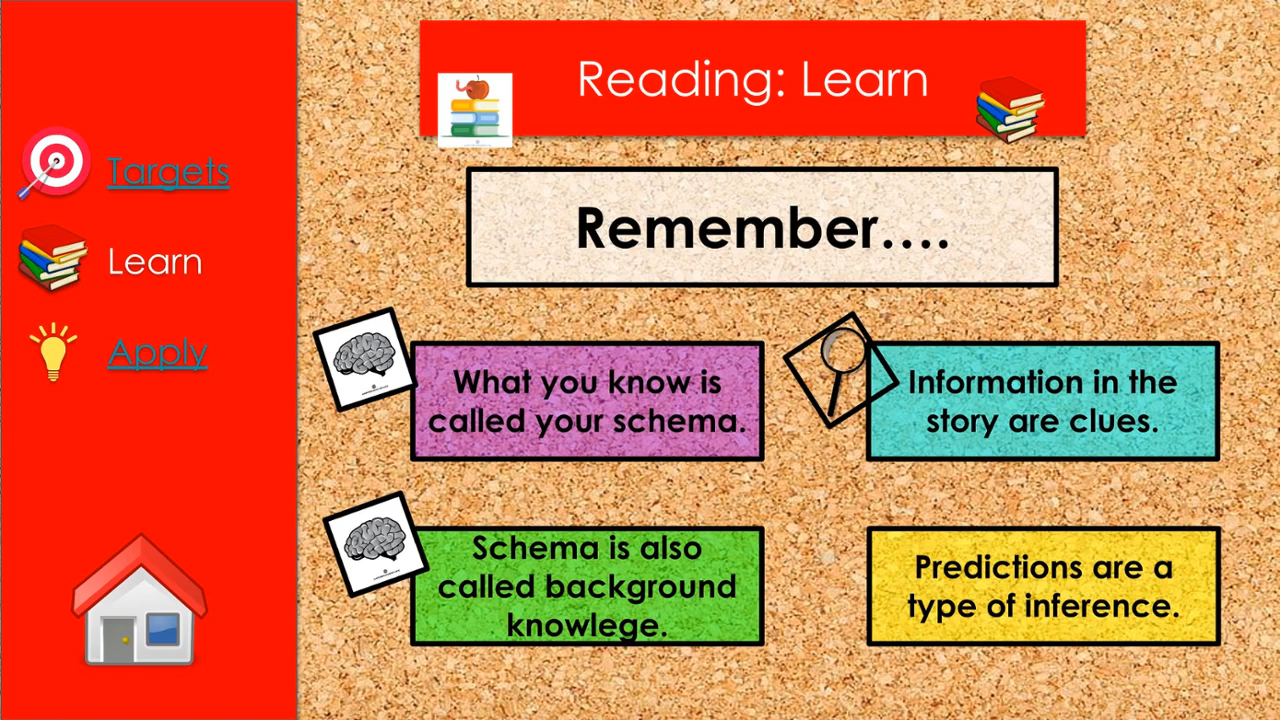 Reading: Learn
Targets
Learn
Apply
Remember....
What you know is
called your schema.
Information in the
story are clues.
Schema is also
called background
knowlege.
Predictions are a
type of inference.